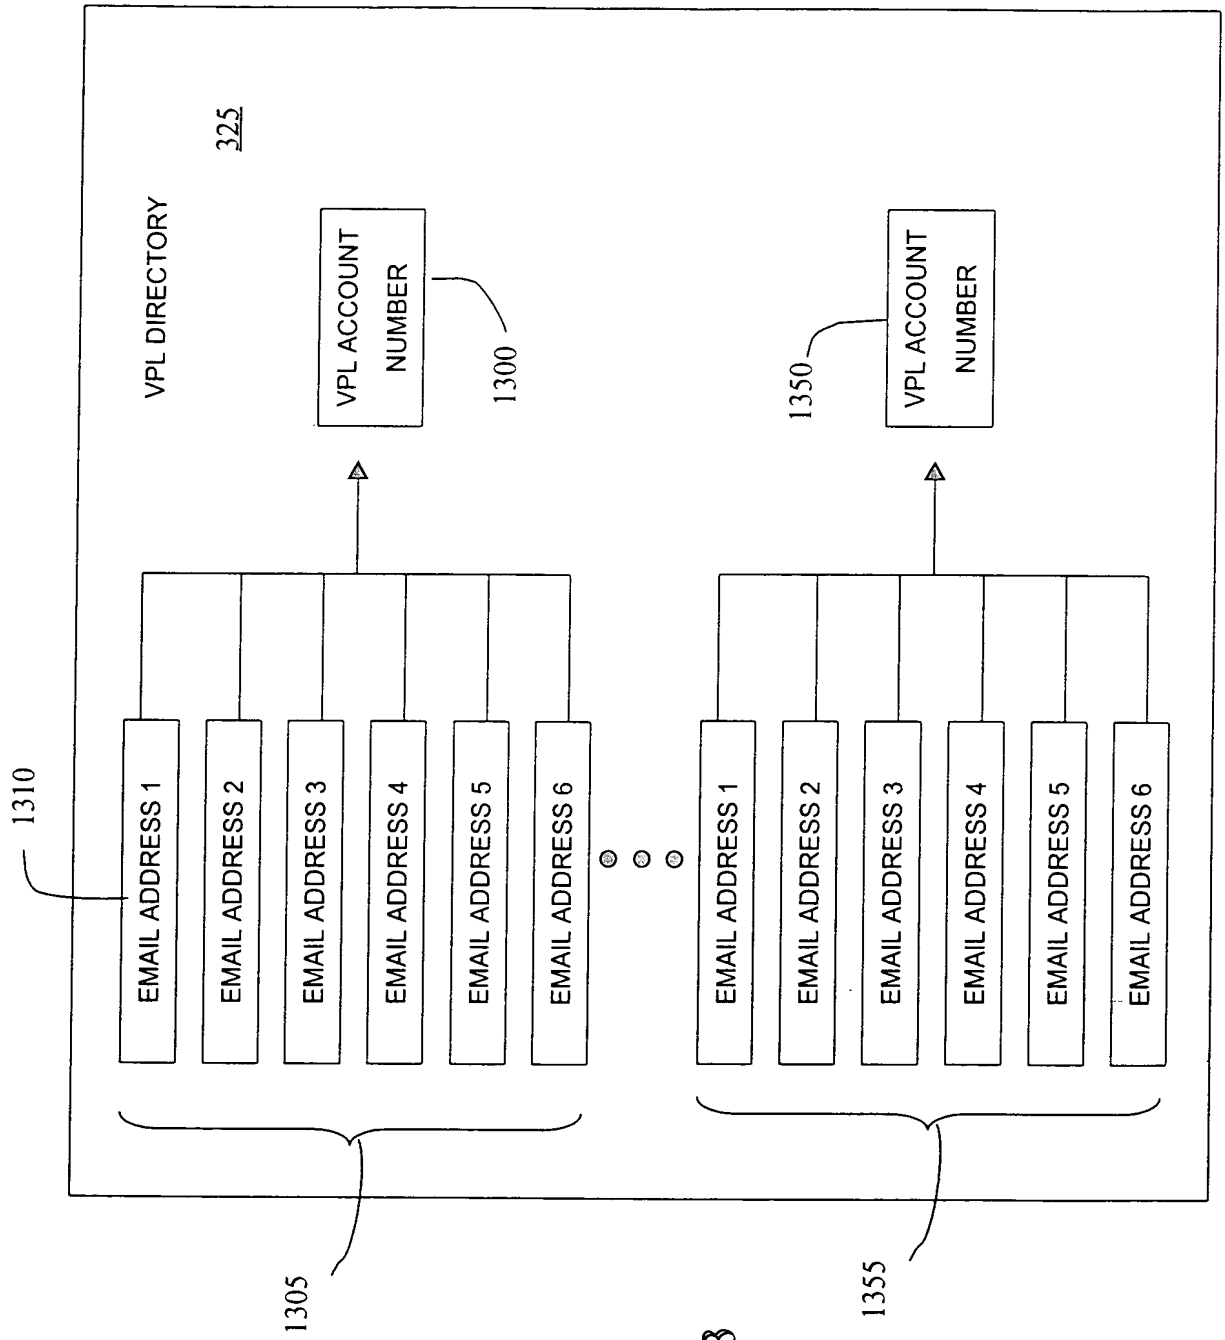 VPL DIRECTORY
325
1310
EMAIL ADDRESS 1
EMAIL ADDRESS 2
EMAIL ADDRESS 3
EMAIL ADDRESS 4
EMAIL ADDRESS 5
EMAIL ADDRESS 6
1305
VPL ACCOUNT
NUMBER
1300
EMAIL ADDRESS 1
EMAIL ADDRESS 2
EMAIL ADDRESS 3
EMAIL ADDRESS 4
EMAIL ADDRESS 5
EMAIL ADDRESS 6
1355
VPL ACCOUNT
NUMBER
1350